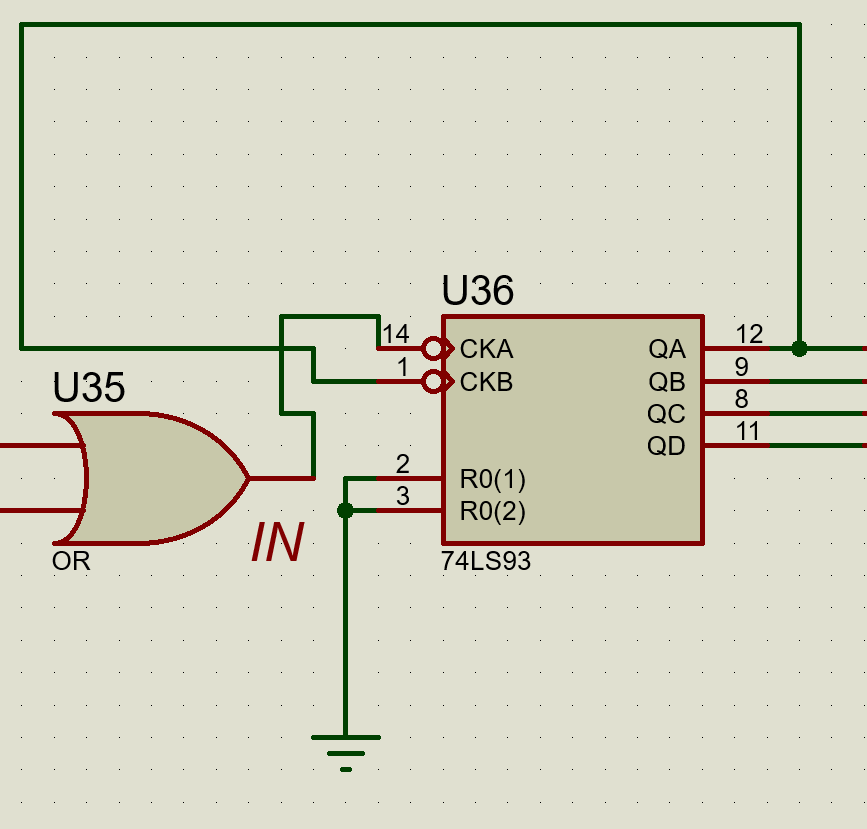 U36
14
CKA
QA
12
1
CKB
QB
9
QC
8
QD
11
2
R0(1)
3
R0(2)
74LS93
U35
OR
IN